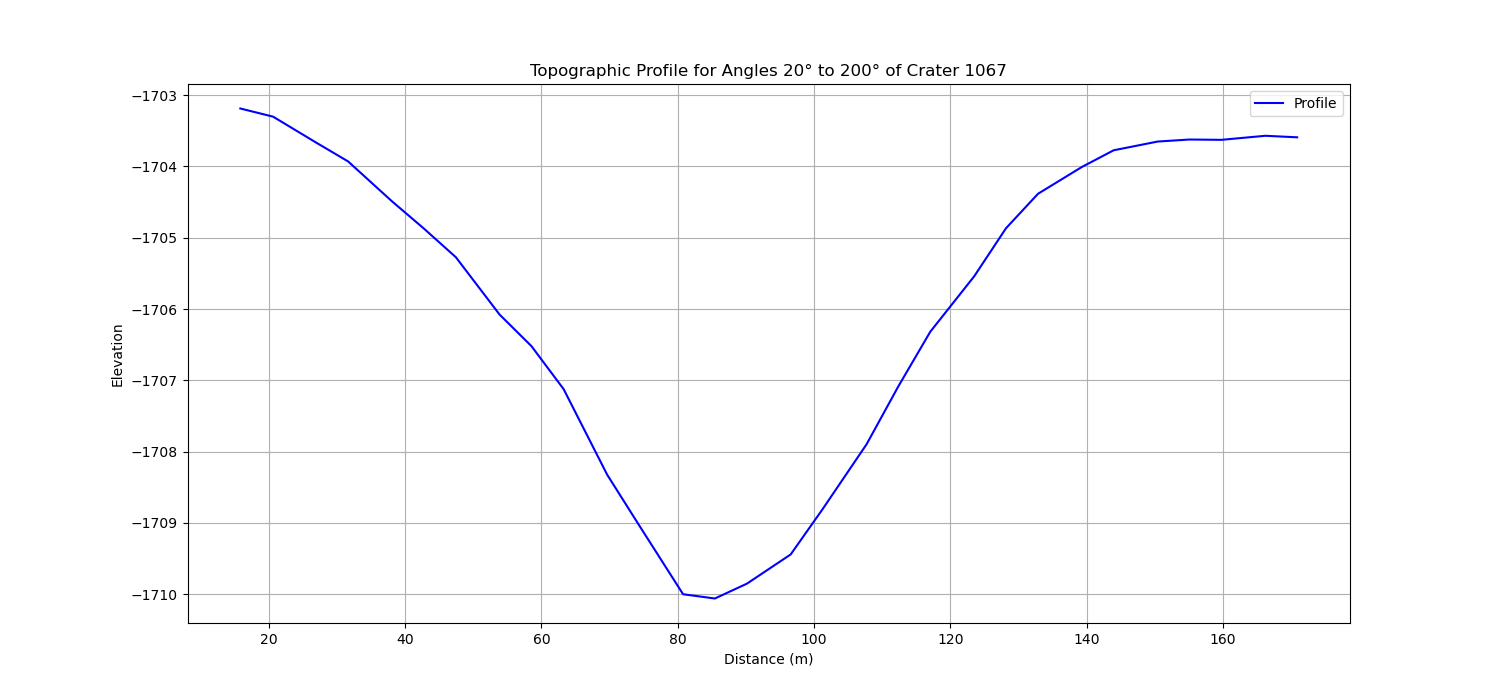 Topographic Profile for Angles 20° to 200° of Crater 1067
Profile
−1703
−1704
−1705
−1706
−1707
−1708
−1709
−1710
Elevation
20 40 60 80 100 120 140 160
Distance (m)